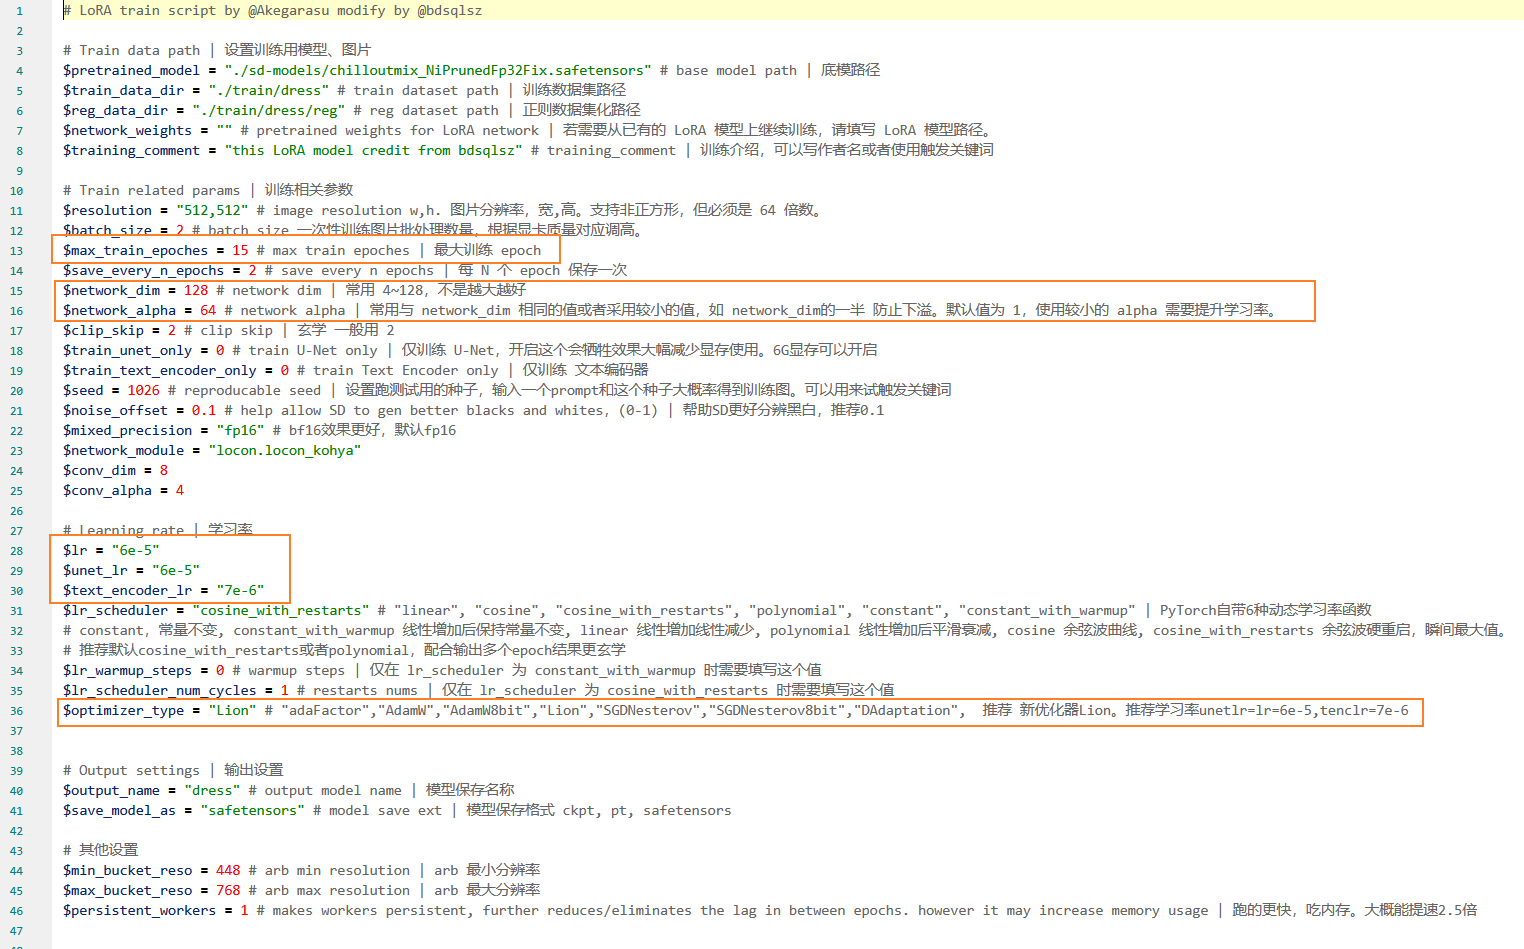 1 # LoRA train script by @Akegarasu modify by @bdsqlsz
2
3 # Train data path | 设置训练用模型、图片
4 $pretrained_model = "./sd-models/chilloutmix_NiPrunedFp32Fix.safetensors" # base model path | 底模路径
5 $train_data_dir = "./train/dress" # train dataset path | 训练数据集路径
6 $reg_data_dir = "./train/dress/reg" # reg dataset path | 正则数据集化路径
7 $network_weights = "" # pretrained weights for LoRA network | 若需要从已有的 LoRA 模型上继续训练，请填写 LoRA 模型路径。
8 $training_comment = "this LoRA model credit from bdsqlsz" # training_comment | 训练介绍，可以写作者名或者使用触发关键词
9
10 # Train related params | 训练相关参数
11 $resolution = "512,512" # image resolution w,h. 图片分辨率，宽,高。支持非正方形，但必须是 64 倍数。
12 $batch_size = 2 # batch size 一次性训练图片批处理数量，根据显卡质量对应调高。
13 $max_train_epoches = 15 # max train epoches | 最大训练 epoch
14 $save_every_n_epochs = 2 # save every n epochs | 每 N 个 epoch 保存一次
15 $network_dim = 128 # network dim | 常用 4~128，不是越大越好
16 $network_alpha = 64 # network alpha | 常用与 network_dim 相同的值或者采用较小的值，如 network_dim的一半 防止下溢。默认值为 1，使用较小的 alpha 需要提升学习率。
17 $clip_skip = 2 # clip skip | 玄学 一般用 2
18 $train_unet_only = 0 # train U-Net only | 仅训练 U-Net，开启这个会牺牲效果大幅减少显存使用。6G显存可以开启
19 $train_text_encoder_only = 0 # train Text Encoder only | 仅训练 文本编码器
20 $seed = 1026 # reproducable seed | 设置跑测试用的种子，输入一个prompt和这个种子大概率得到训练图。可以用来试触发关键词
21 $noise_offset = 0.1 # help allow SD to gen better blacks and whites，(0-1) | 帮助SD更好分辨黑白，推荐0.1
22 $mixed_precision = "fp16" # bf16效果更好，默认fp16
23 $network_module = "locon.locon_kohya"
24 $conv_dim = 8
25 $conv_alpha = 4
26
27 # Learning rate | 学习率
28 $lr = "6e-5"
29 $unet_lr = "6e-5"
30 $text_encoder_lr = "7e-6"
31 $lr_scheduler = "cosine_with_restarts" # "linear", "cosine", "cosine_with_restarts", "polynomial", "constant", "constant_with_warmup" | PyTorch自带6种动态学习率函数
32 # constant，常量不变, constant_with_warmup 线性增加后保持常量不变, linear 线性增加线性减少, polynomial 线性增加后平滑衰减, cosine 余弦波曲线, cosine_with_restarts 余弦波硬重启，瞬间最大值。
33 # 推荐默认cosine_with_restarts或者polynomial，配合输出多个epoch结果更玄学
34 $lr_warmup_steps = 0 # warmup steps | 仅在 lr_scheduler 为 constant_with_warmup 时需要填写这个值
35 $lr_scheduler_num_cycles = 1 # restarts nums | 仅在 lr_scheduler 为 cosine_with_restarts 时需要填写这个值
36 $optimizer_type = "Lion" # "adaFactor","AdamW","AdamW8bit","Lion","SGDNesterov","SGDNesterov8bit","DAdaptation",  推荐 新优化器Lion。推荐学习率unetlr=lr=6e-5,tenclr=7e-6
37
38
39 # Output settings | 输出设置
40 $output_name = "dress" # output model name | 模型保存名称
41 $save_model_as = "safetensors" # model save ext | 模型保存格式 ckpt, pt, safetensors
42
43 # 其他设置
44 $min_bucket_reso = 448 # arb min resolution | arb 最小分辨率
45 $max_bucket_reso = 768 # arb max resolution | arb 最大分辨率
46 $persistent_workers = 1 # makes workers persistent, further reduces/eliminates the lag in between epochs. however it may increase memory usage | 跑的更快，吃内存。大概能提速2.5倍
47